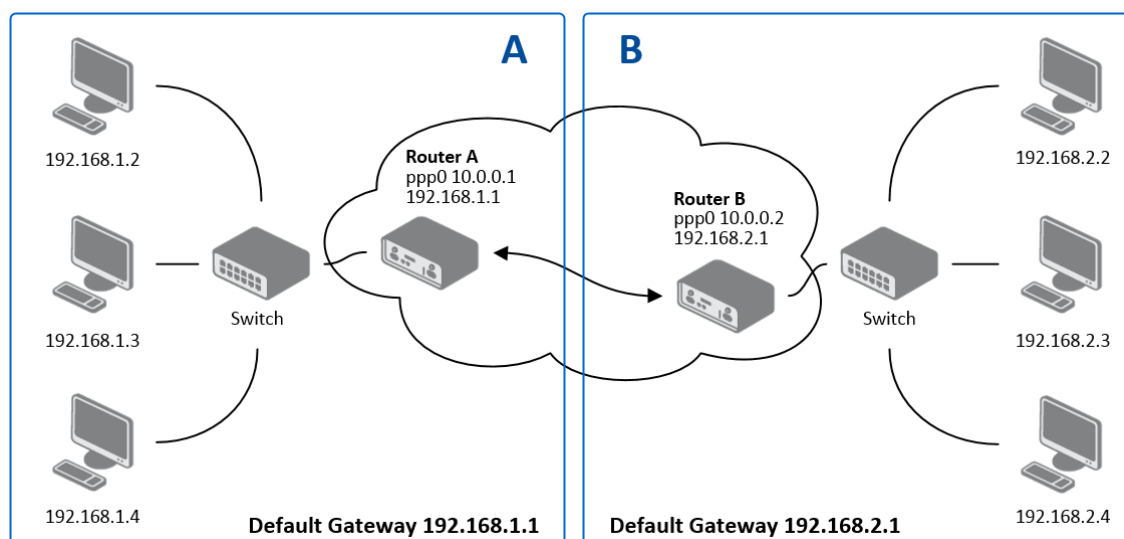 A
B
192.168.1.2
192.168.1.3
192.168.1.4
Switch
Router A
ppp0 10.0.0.1
192.168.1.1
Default Gateway 192.168.1.1
Router B
ppp0 10.0.0.2
192.168.2.1
Switch
192.168.2.2
192.168.2.3
192.168.2.4
Default Gateway 192.168.2.1